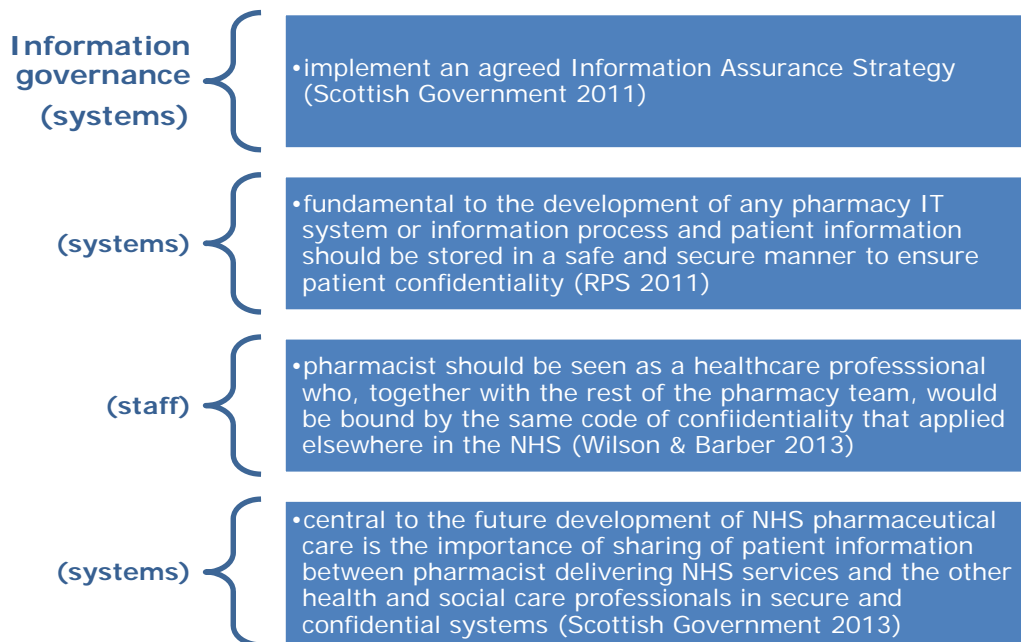 Information
governance
(systems)
•implement an agreed Information Assurance Strategy
(Scottish Government 2011)
(systems)
•fundamental to the development of any pharmacy IT
system or information process and patient information
should be stored in a safe and secure manner to ensure
patient confidentiality (RPS 2011)
(staff)
•pharmacist should be seen as a healthcare professsional
who, together with the rest of the pharmacy team, would
be bound by the same code of confiidentiality that applied
elsewhere in the NHS (Wilson & Barber 2013)
(systems)
•central to the future development of NHS pharmaceutical
care is the importance of sharing of patient information
between pharmacist delivering NHS services and the other
health and social care professionals in secure and
confidential systems (Scottish Government 2013)